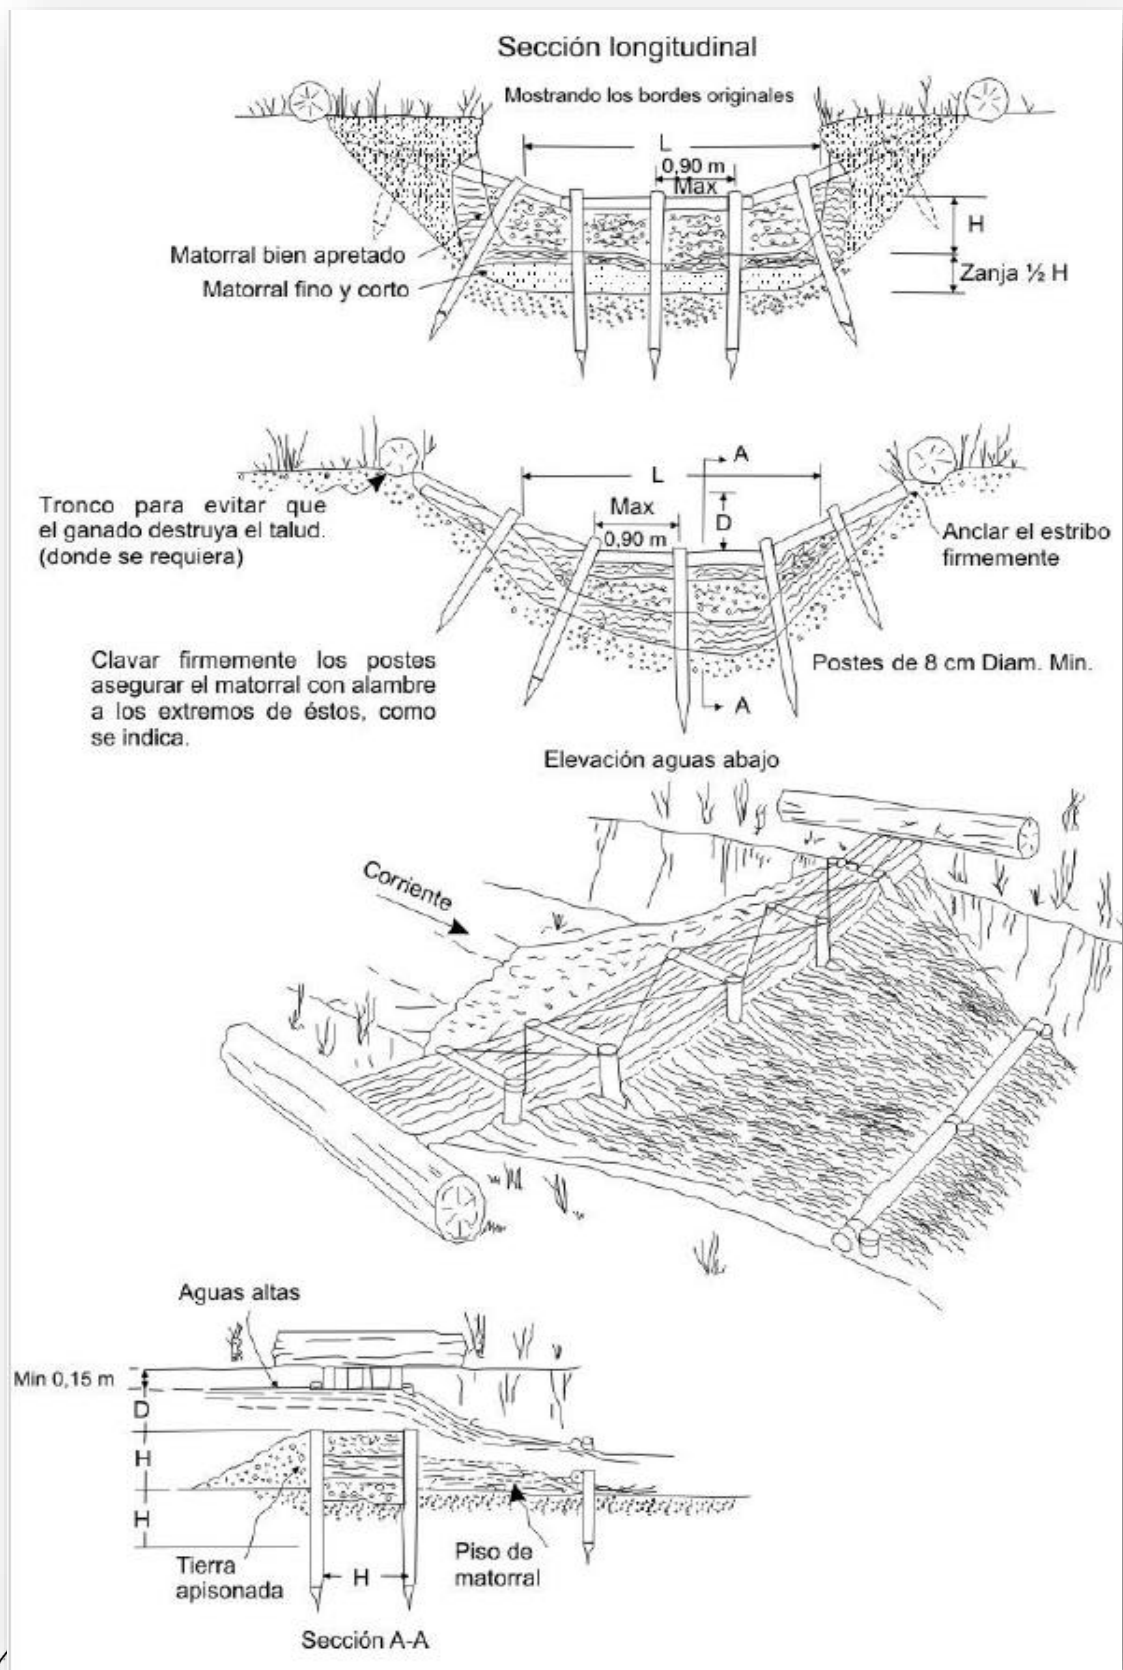 Sección longitudinal
Mostrando los bordes originales
L
0,90 m
Max
H
Matorral bien apretado
Matorral fino y corto
Zanja ½ H
A
L
Max
D
0,90 m
Tronco para evitar que
el ganado destruya el talud.
(donde se requiera)
Anclar el estribo
firmemente
Clavar firmemente los postes
asegurar el matorral con alambre
a los extremos de éstos, como
se indica.
Postes de 8 cm Diam. Min.
A
Elevación aguas abajo
Corriente
Aguas altas
Min 0,15 m
D
H
H
Tierra
apisonada
H
Piso de
matorral
Sección A-A